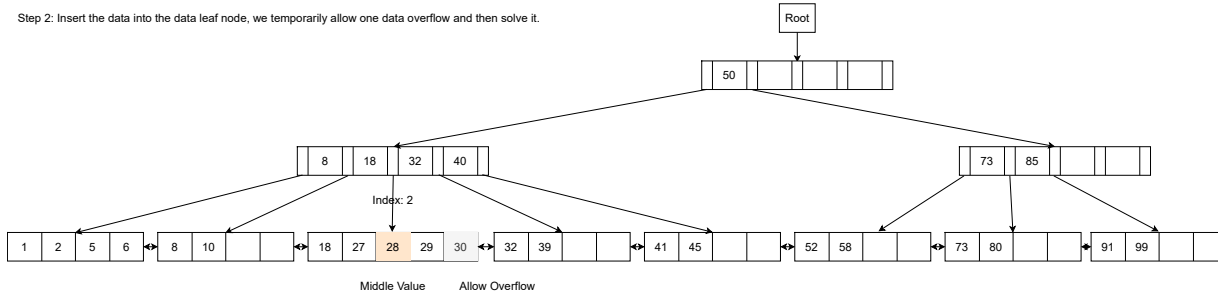 Step 2: Insert the data into the data leaf node, we temporarily allow one data overflow and then solve it.
Root
50
8 18 32 40
73 85
Index: 2
1 2 5 6
8 10
18 27 28 29 30
32 39
41 45
52 58
73 80
91 99
Middle Value
Allow Overflow